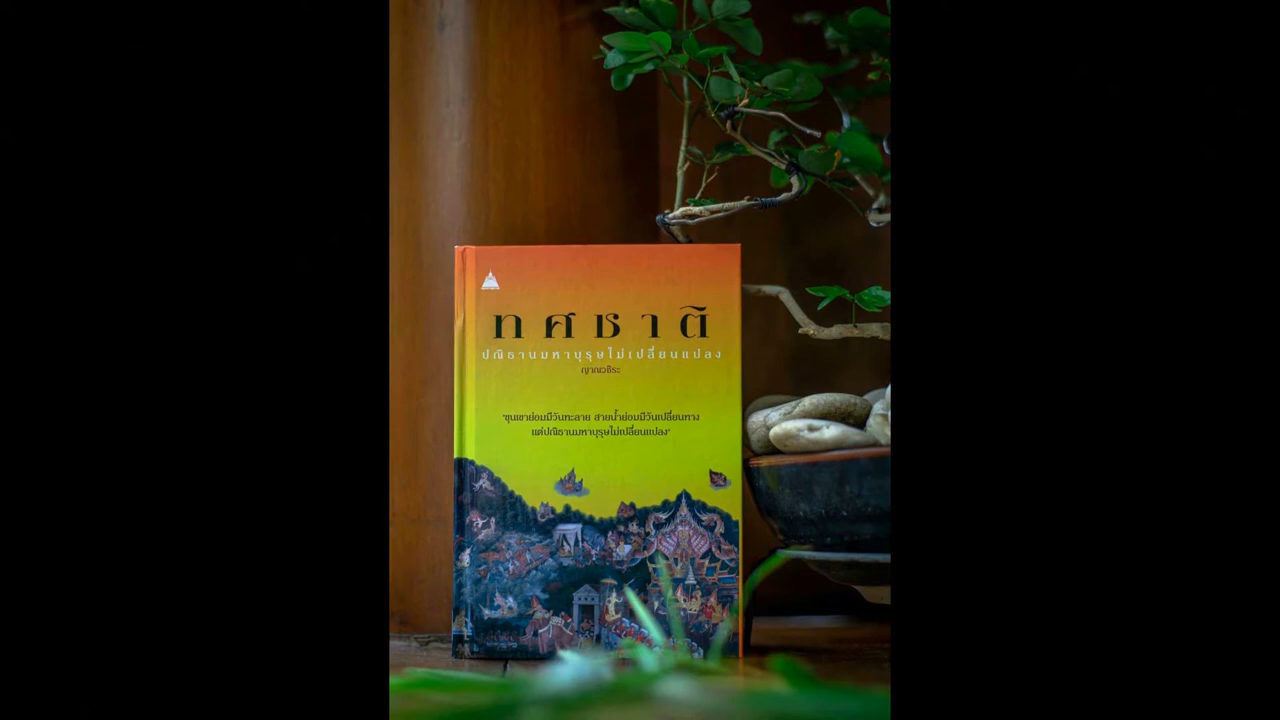 ทศชาติ
ปณิธานมหาบุรุษไม่เปลี่ยนแปลง
ญาณวชิระ
"ขุนเขาย่อมมีวันทะลาย สายน้ำย่อมมีวันเปลี่ยนทาง
แต่ปณิธานมหาบุรุษไม่เปลี่ยนแปลง"